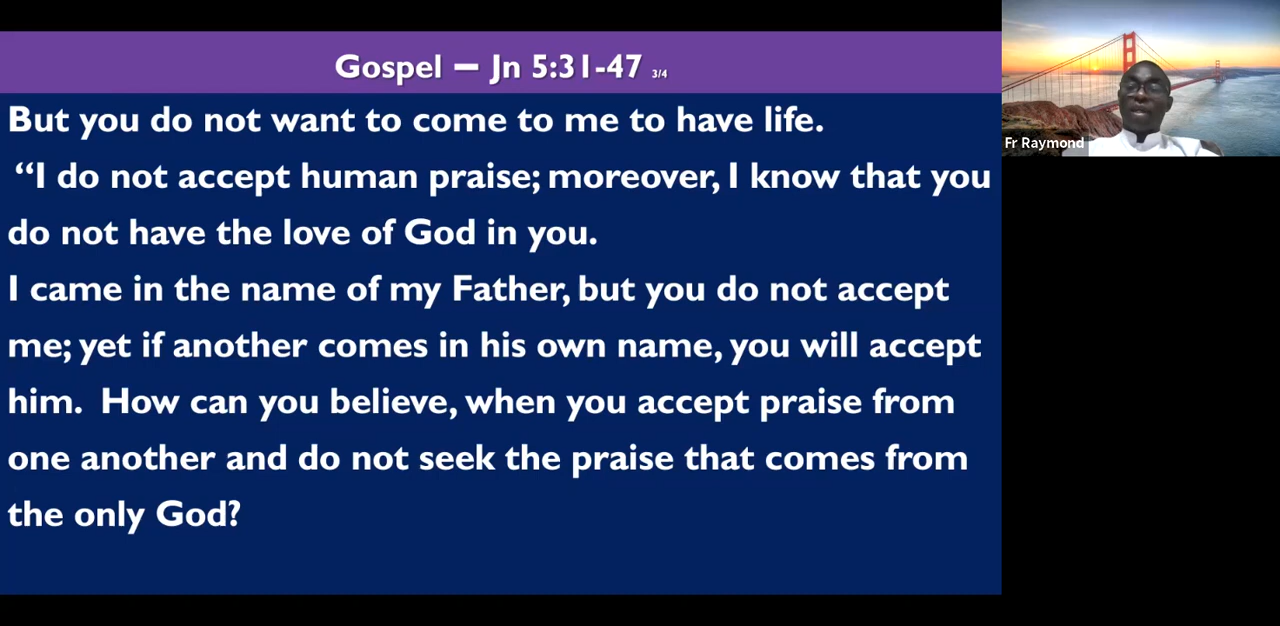 Gospel – Jn 5:31-47 3/4
But you do not want to come to me to have life.
“I do not accept human praise; moreover, I know that you
do not have the love of God in you.
I came in the name of my Father, but you do not accept
me; yet if another comes in his own name, you will accept
him. How can you believe, when you accept praise from
one another and do not seek the praise that comes from
the only God?
Fr Raymond